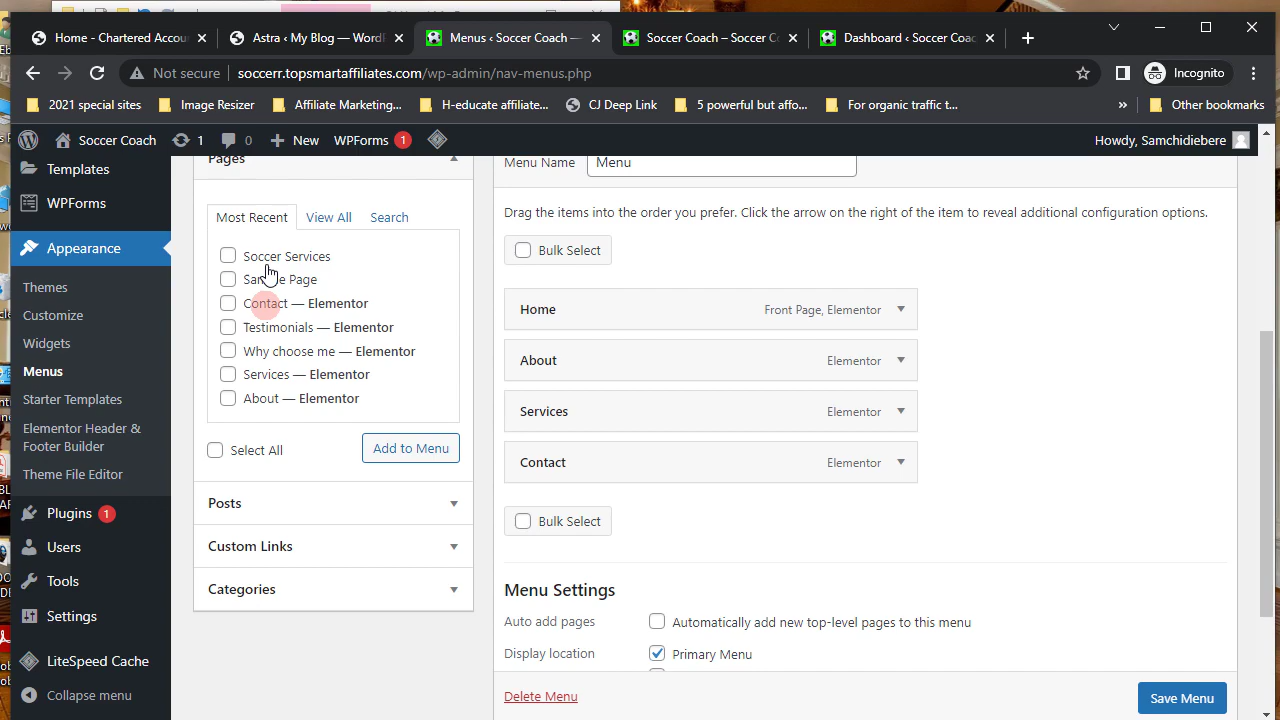 Home - Chartered Accou
Astra ‹ My Blog — WordP
Menus ‹ Soccer Coach —
Soccer Coach – Soccer C
Dashboard ‹ Soccer Coac
Not secure
soccerr.topsmartaffiliates.com/wp-admin/nav-menus.php
Incognito
2021 special sites
Image Resizer
Affiliate Marketing...
H-educate affiliate...
CJ Deep Link
5 powerful but affo...
For organic traffic t...
»
Other bookmarks
Soccer Coach
1
0
New
WPForms 1
Howdy, Samchidiebere
Templates
WPForms
Appearance
Themes
Customize
Widgets
Menus
Starter Templates
Elementor Header &
Footer Builder
Theme File Editor
Plugins 1
Users
Tools
Settings
LiteSpeed Cache
Collapse menu
Pages
Most Recent
View All
Search
Soccer Services
Sample Page
Contact — Elementor
Testimonials — Elementor
Why choose me — Elementor
Services — Elementor
About — Elementor
Select All
Add to Menu
Posts
Custom Links
Categories
Menu Name
Menu
Drag the items into the order you prefer. Click the arrow on the right of the item to reveal additional configuration options.
Bulk Select
Home
Front Page, Elementor
About
Elementor
Services
Elementor
Contact
Elementor
Bulk Select
Menu Settings
Auto add pages
Automatically add new top-level pages to this menu
Display location
Primary Menu
Delete Menu
Save Menu